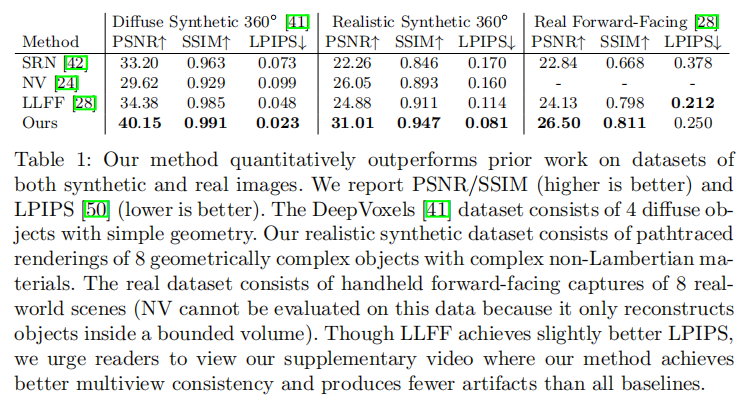 Diffuse Synthetic 360° [41] Realistic Synthetic 360° Real Forward-Facing [28]
Method PSNR↑ SSIM↑ LPIPS↓ PSNR↑ SSIM↑ LPIPS↓ PSNR↑ SSIM↑ LPIPS↓
SRN [42] 33.20 0.963 0.073 22.26 0.846 0.170 22.84 0.668 0.378
NV [24] 29.62 0.929 0.099 26.05 0.893 0.160 - - -
LLFF [28] 34.38 0.985 0.048 24.88 0.911 0.114 24.13 0.798 0.212
Ours 40.15 0.991 0.023 31.01 0.947 0.081 26.50 0.811 0.250
Table 1: Our method quantitatively outperforms prior work on datasets of
both synthetic and real images. We report PSNR/SSIM (higher is better) and
LPIPS [50] (lower is better). The DeepVoxels [41] dataset consists of 4 diffuse ob-
jects with simple geometry. Our realistic synthetic dataset consists of pathtraced
renderings of 8 geometrically complex objects with complex non-Lambertian ma-
terials. The real dataset consists of handheld forward-facing captures of 8 real-
world scenes (NV cannot be evaluated on this data because it only reconstructs
objects inside a bounded volume). Though LLFF achieves slightly better LPIPS,
we urge readers to view our supplementary video where our method achieves
better multiview consistency and produces fewer artifacts than all baselines.